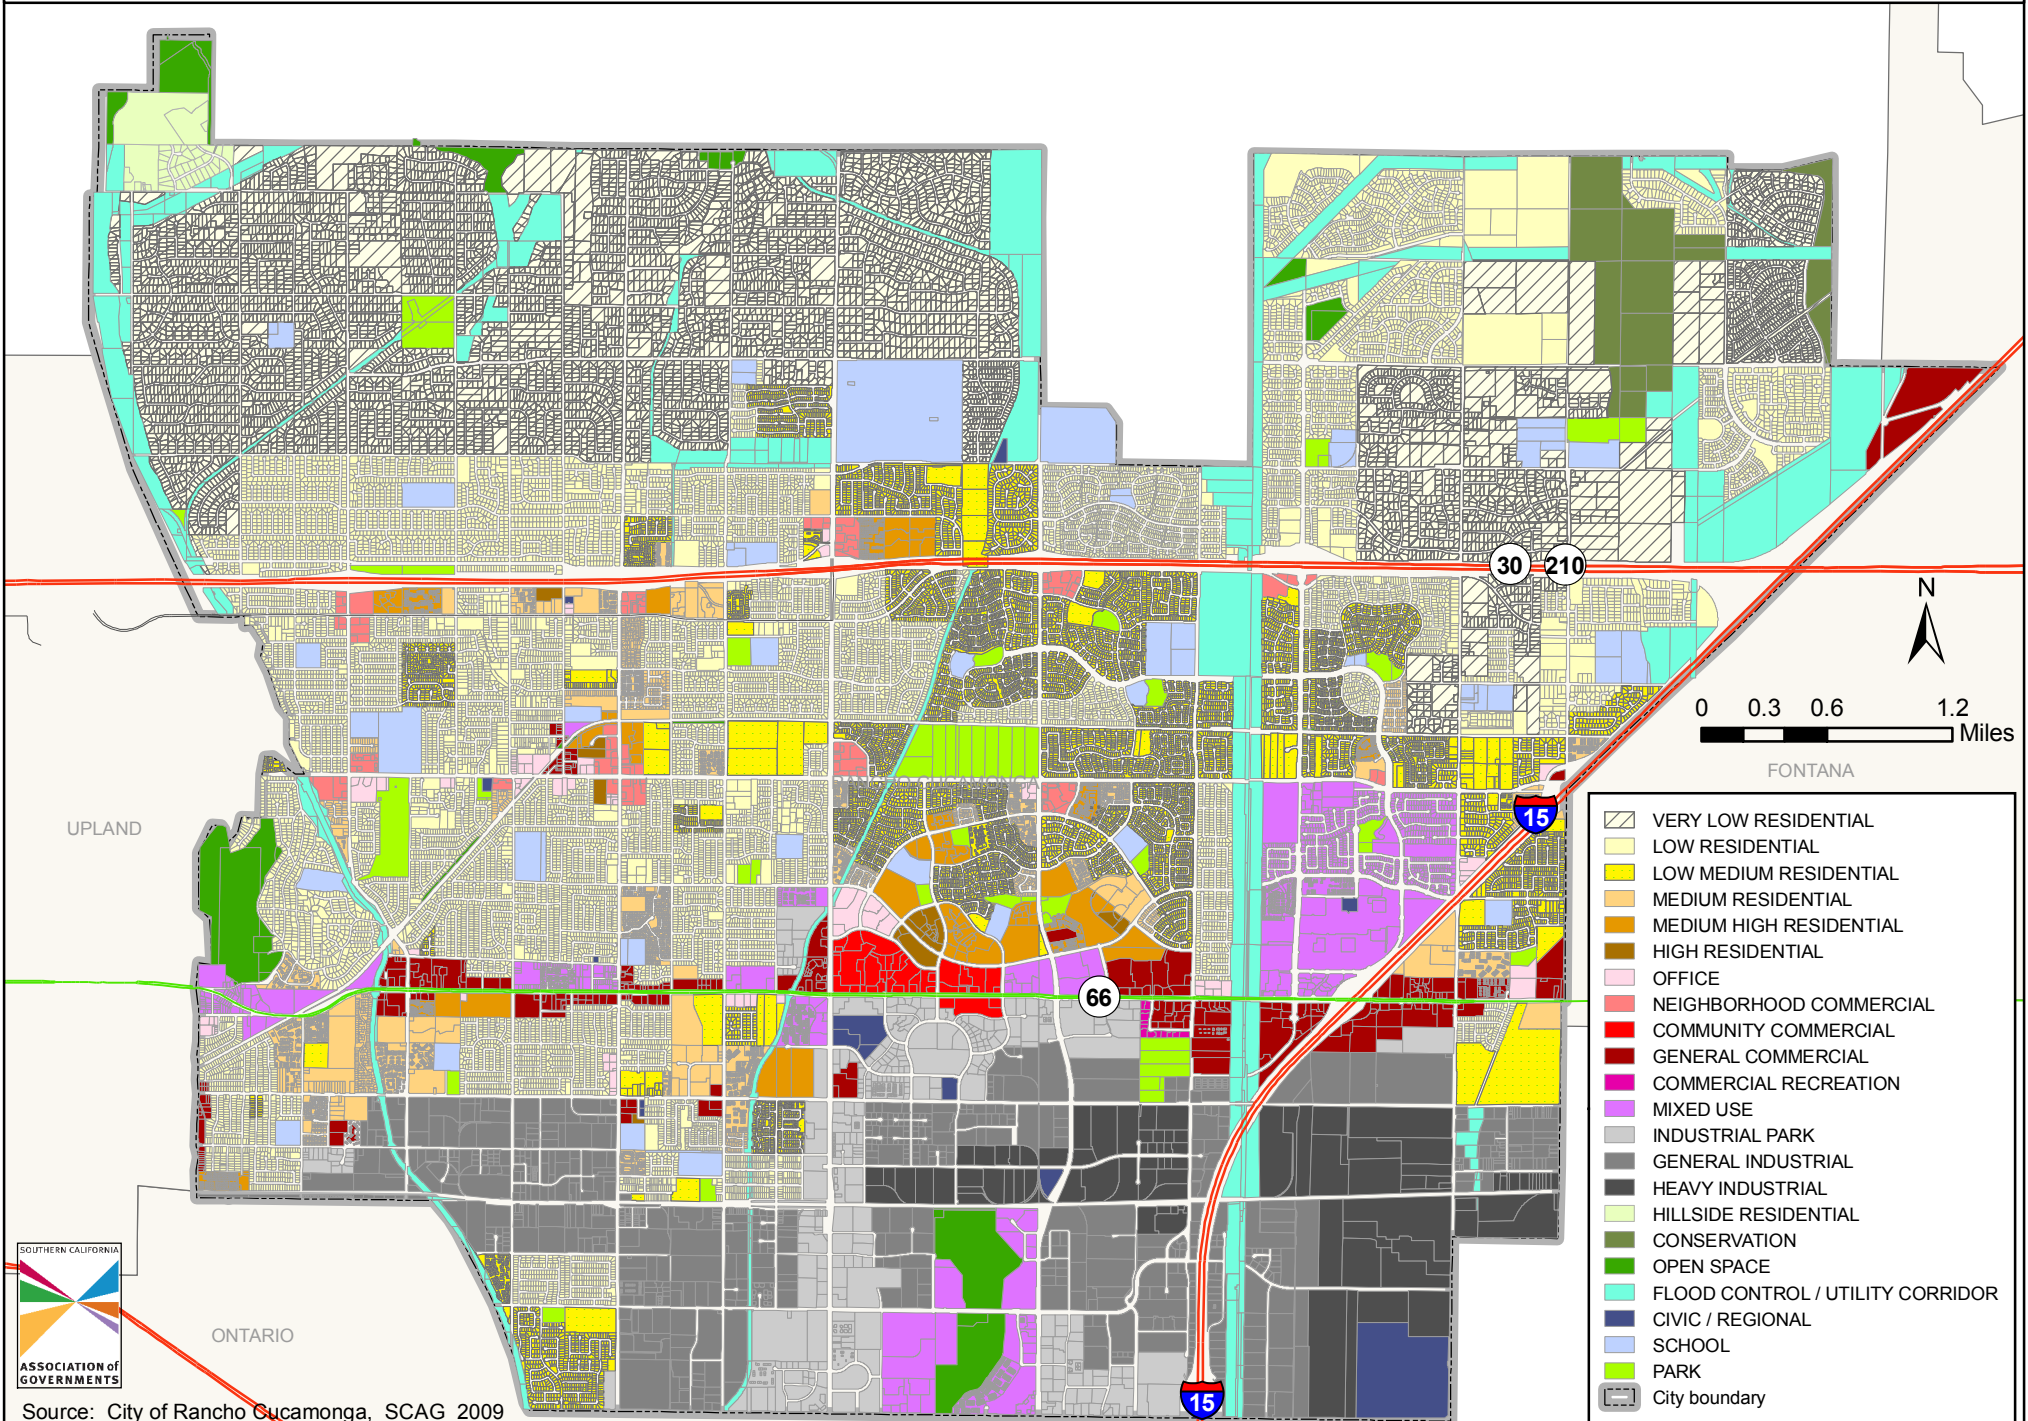 30
210
N
0 0.3 0.6 1.2
Miles
RANCHO CUCAMONGA
FONTANA
UPLAND
15
66
VERY LOW RESIDENTIAL
LOW RESIDENTIAL
LOW MEDIUM RESIDENTIAL
MEDIUM RESIDENTIAL
MEDIUM HIGH RESIDENTIAL
HIGH RESIDENTIAL
OFFICE
NEIGHBORHOOD COMMERCIAL
COMMUNITY COMMERCIAL
GENERAL COMMERCIAL
COMMERCIAL RECREATION
MIXED USE
INDUSTRIAL PARK
GENERAL INDUSTRIAL
HEAVY INDUSTRIAL
HILLSIDE RESIDENTIAL
CONSERVATION
OPEN SPACE
FLOOD CONTROL / UTILITY CORRIDOR
CIVIC / REGIONAL
SCHOOL
PARK
City boundary
SOUTHERN CALIFORNIA
ASSOCIATION of
GOVERNMENTS
ONTARIO
15
Source: City of Rancho Cucamonga, SCAG 2009